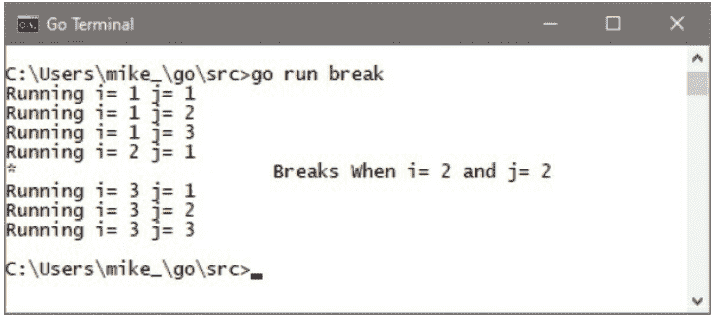 Go Terminal
C:\Users\mike_\go\src>go run break
Running i= 1 j= 1
Running i= 1 j= 2
Running i= 1 j= 3
Running i= 2 j= 1
* Breaks When i= 2 and j= 2
Running i= 3 j= 1
Running i= 3 j= 2
Running i= 3 j= 3
C:\Users\mike_\go\src>